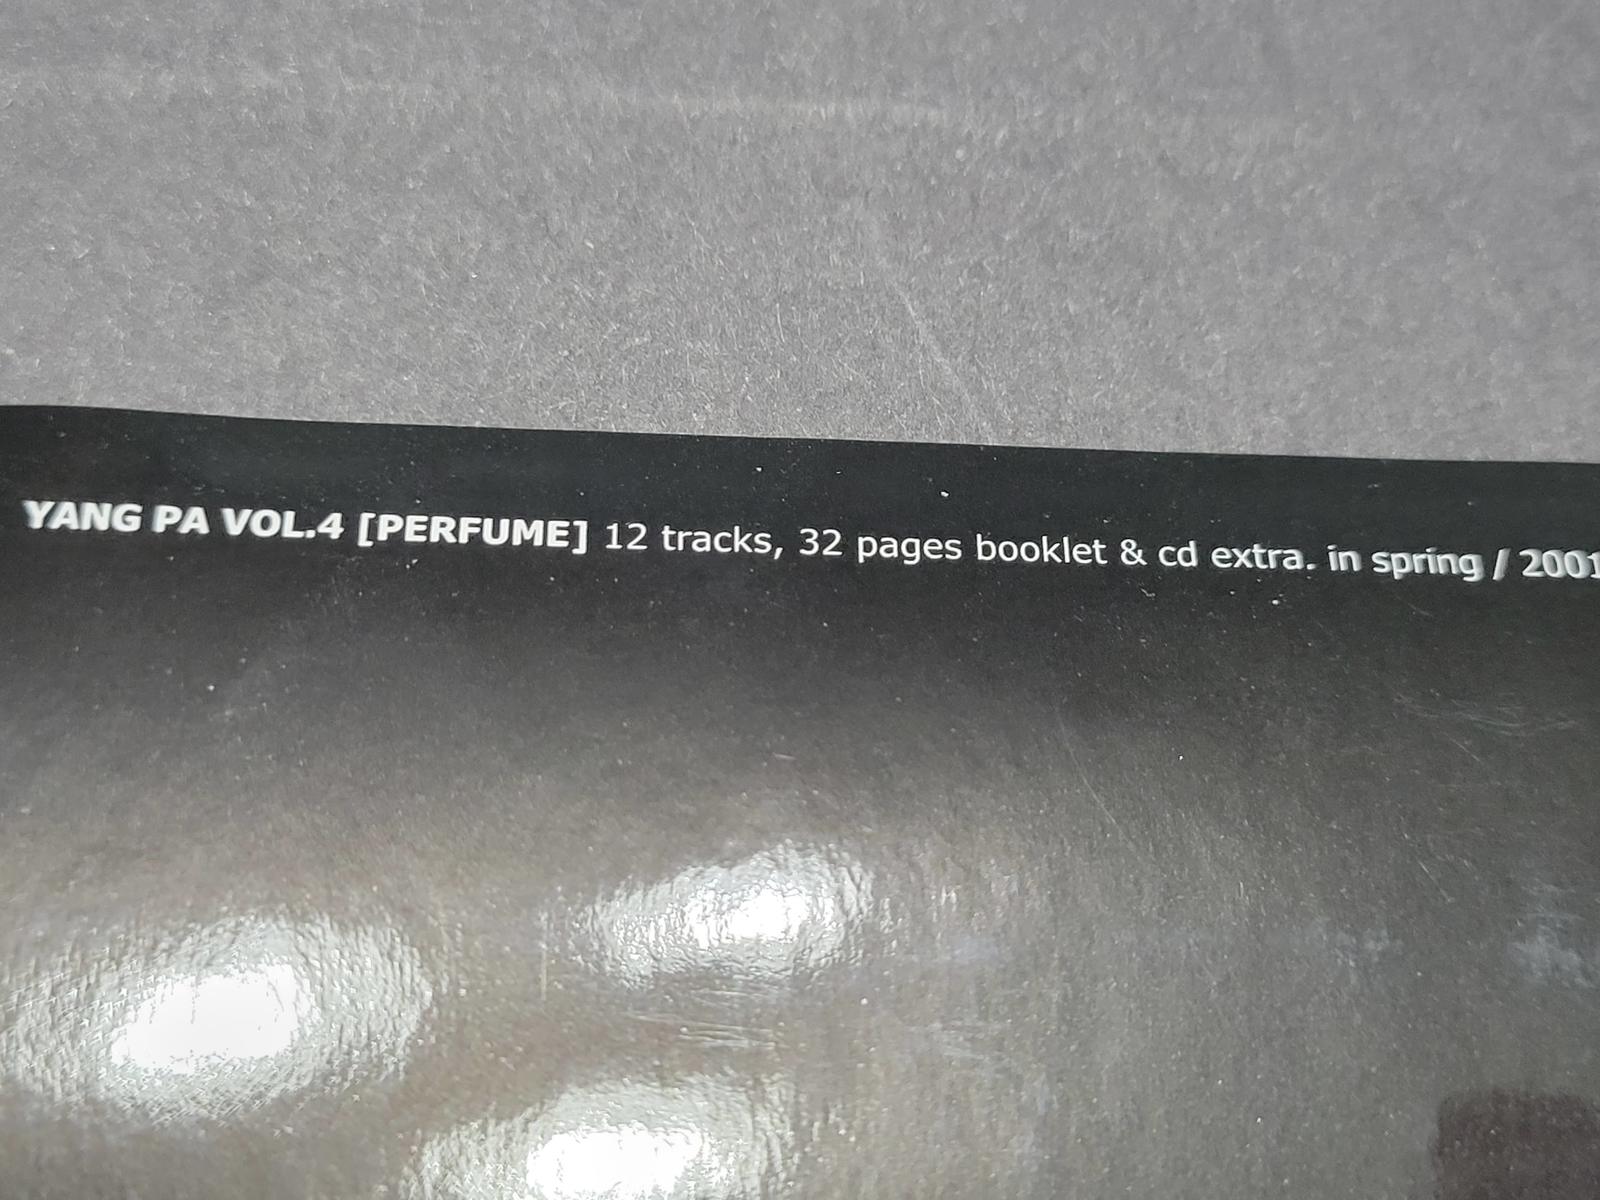 YANG PA VOL.4 [PERFUME] 12 tracks, 32 pages booklet & cd extra. in spring / 2001